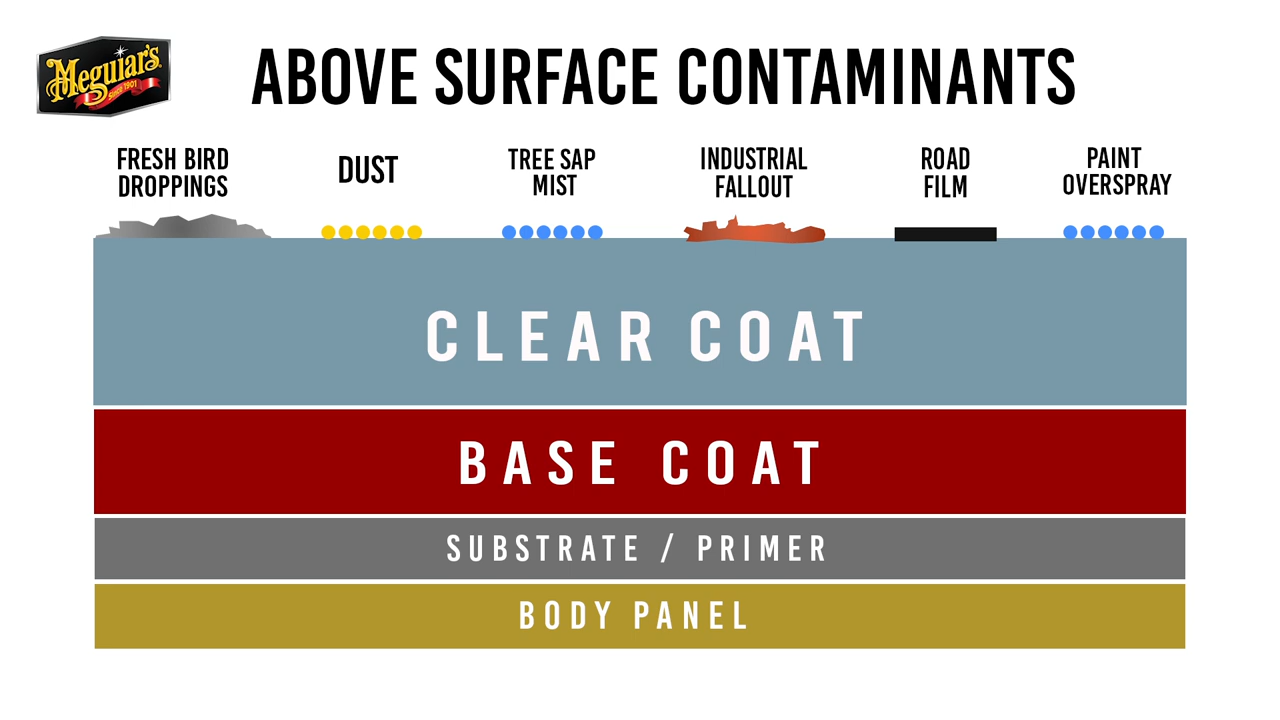 Meguiar's
Since 1901
ABOVE SURFACE CONTAMINANTS
FRESH BIRD
DROPPINGS
DUST
TREE SAP
MIST
INDUSTRIAL
FALLOUT
ROAD
FILM
PAINT
OVERSPRAY
CLEAR COAT
BASE COAT
SUBSTRATE / PRIMER
BODY PANEL